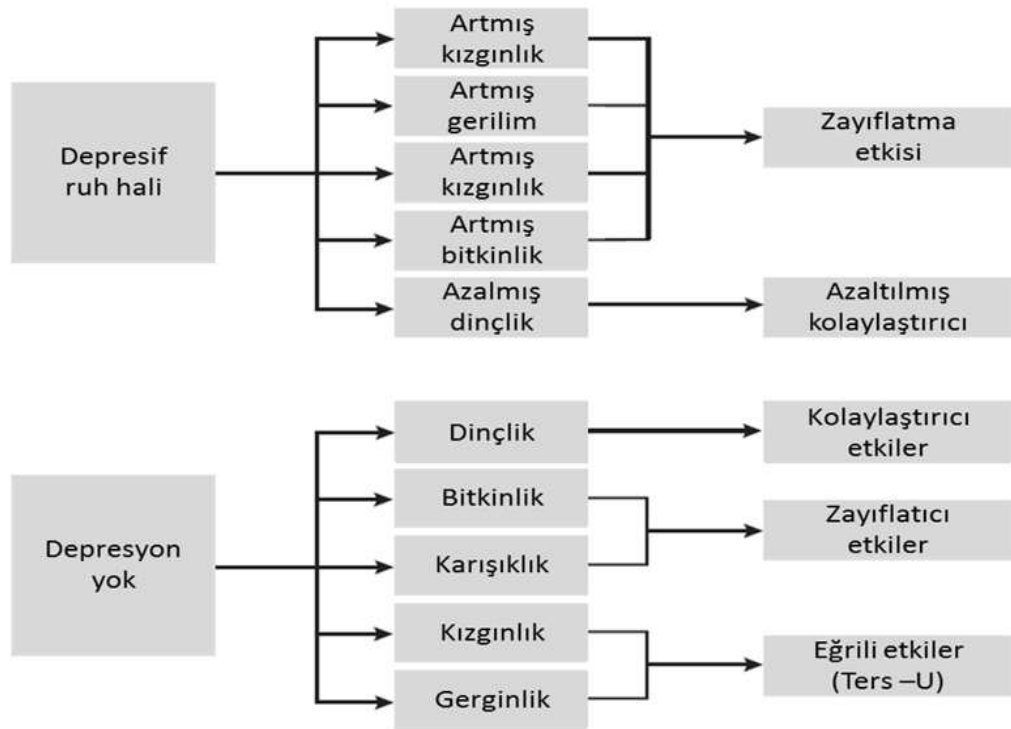 Depresif
ruh hali
Artmış
kızgınlık
Artmış
gerilim
Artmış
kızgınlık
Artmış
bitkinlik
Azalmış
dinçlik
Zayıflatma
etkisi
Azaltılmış
kolaylaştırıcı
Depresyon
yok
Dinçlik
Bitkinlik
Karışıklık
Kızgınlık
Gerginlik
Kolaylaştırıcı
etkiler
Zayıflatıcı
etkiler
Eğrili etkiler
(Ters –U)